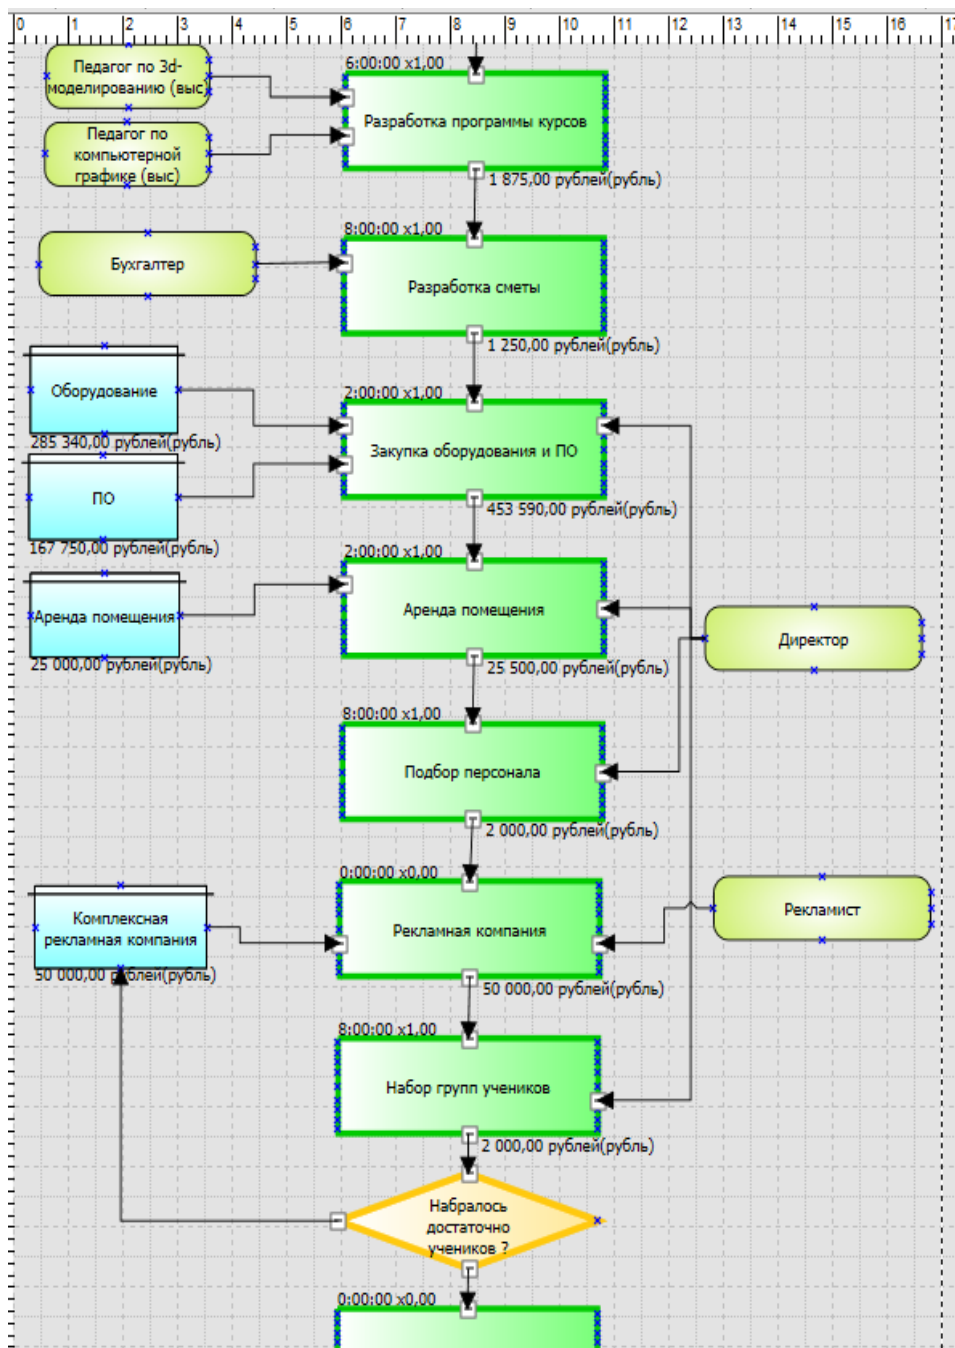 0 1 2 3 4 5 6 7 8 9 10 11 12 13 14 15 16 17
Педагог по 3d-
моделированию (выс
6:00:00 x1,00
Разработка программы курсов
1 875,00 рублей(рубль)
Педагог по
компьютерной
графике (выс)
8:00:00 x1,00
Бухгалтер
Разработка сметы
1 250,00 рублей(рубль)
Оборудование
285 340,00 рублей(рубль)
2:00:00 x1,00
Закупка оборудования и ПО
453 590,00 рублей(рубль)
ПО
167 750,00 рублей(рубль)
2:00:00 x1,00
Аренда помещения
25 000,00 рублей(рубль)
Аренда помещения
25 500,00 рублей(рубль)
Директор
8:00:00 x1,00
Подбор персонала
2 000,00 рублей(рубль)
0:00:00 x0,00
Комплексная
рекламная компания
50 000,00 рублей(рубль)
Рекламная компания
50 000,00 рублей(рубль)
Рекламист
8:00:00 x1,00
Набор групп учеников
2 000,00 рублей(рубль)
Набралось
достаточно
учеников ?
0:00:00 x0,00